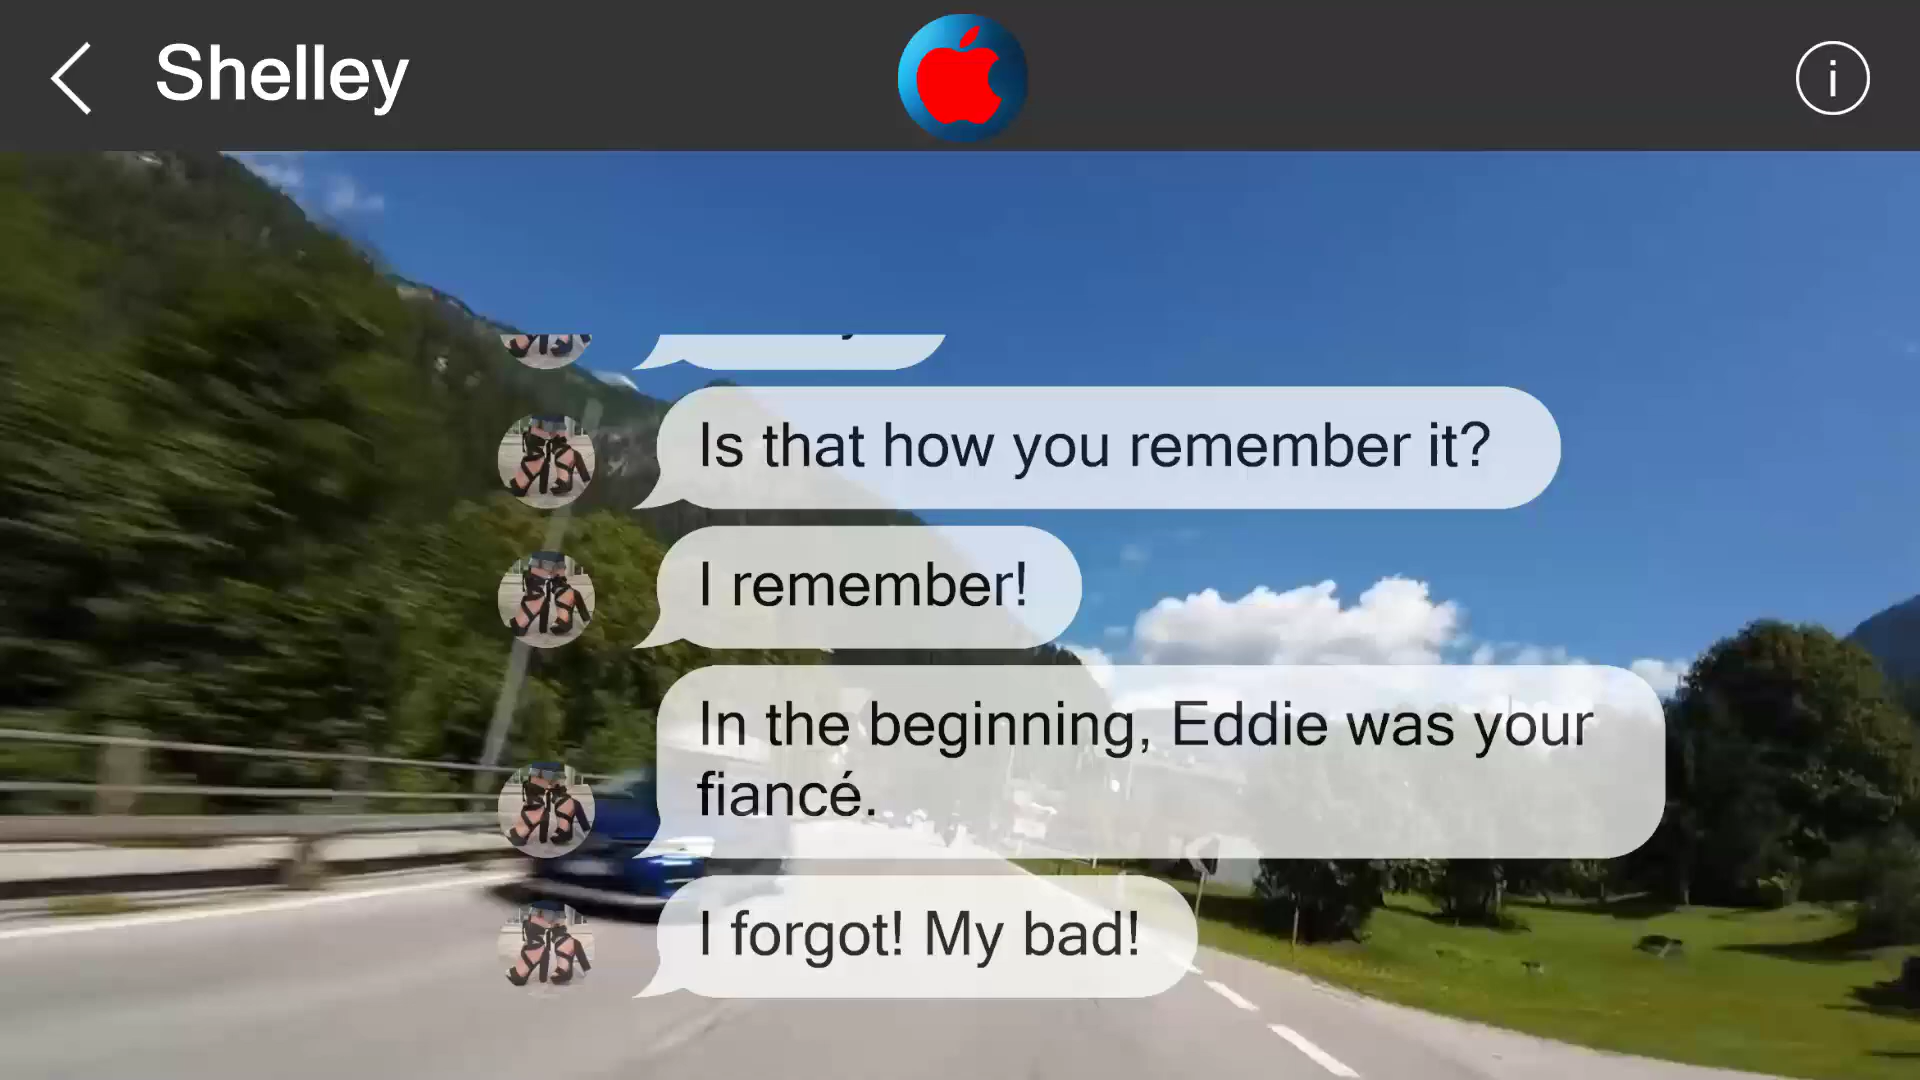 Shelley
i
Is that how you remember it?
I remember!
In the beginning, Eddie was your
fiancé.
I forgot! My bad!